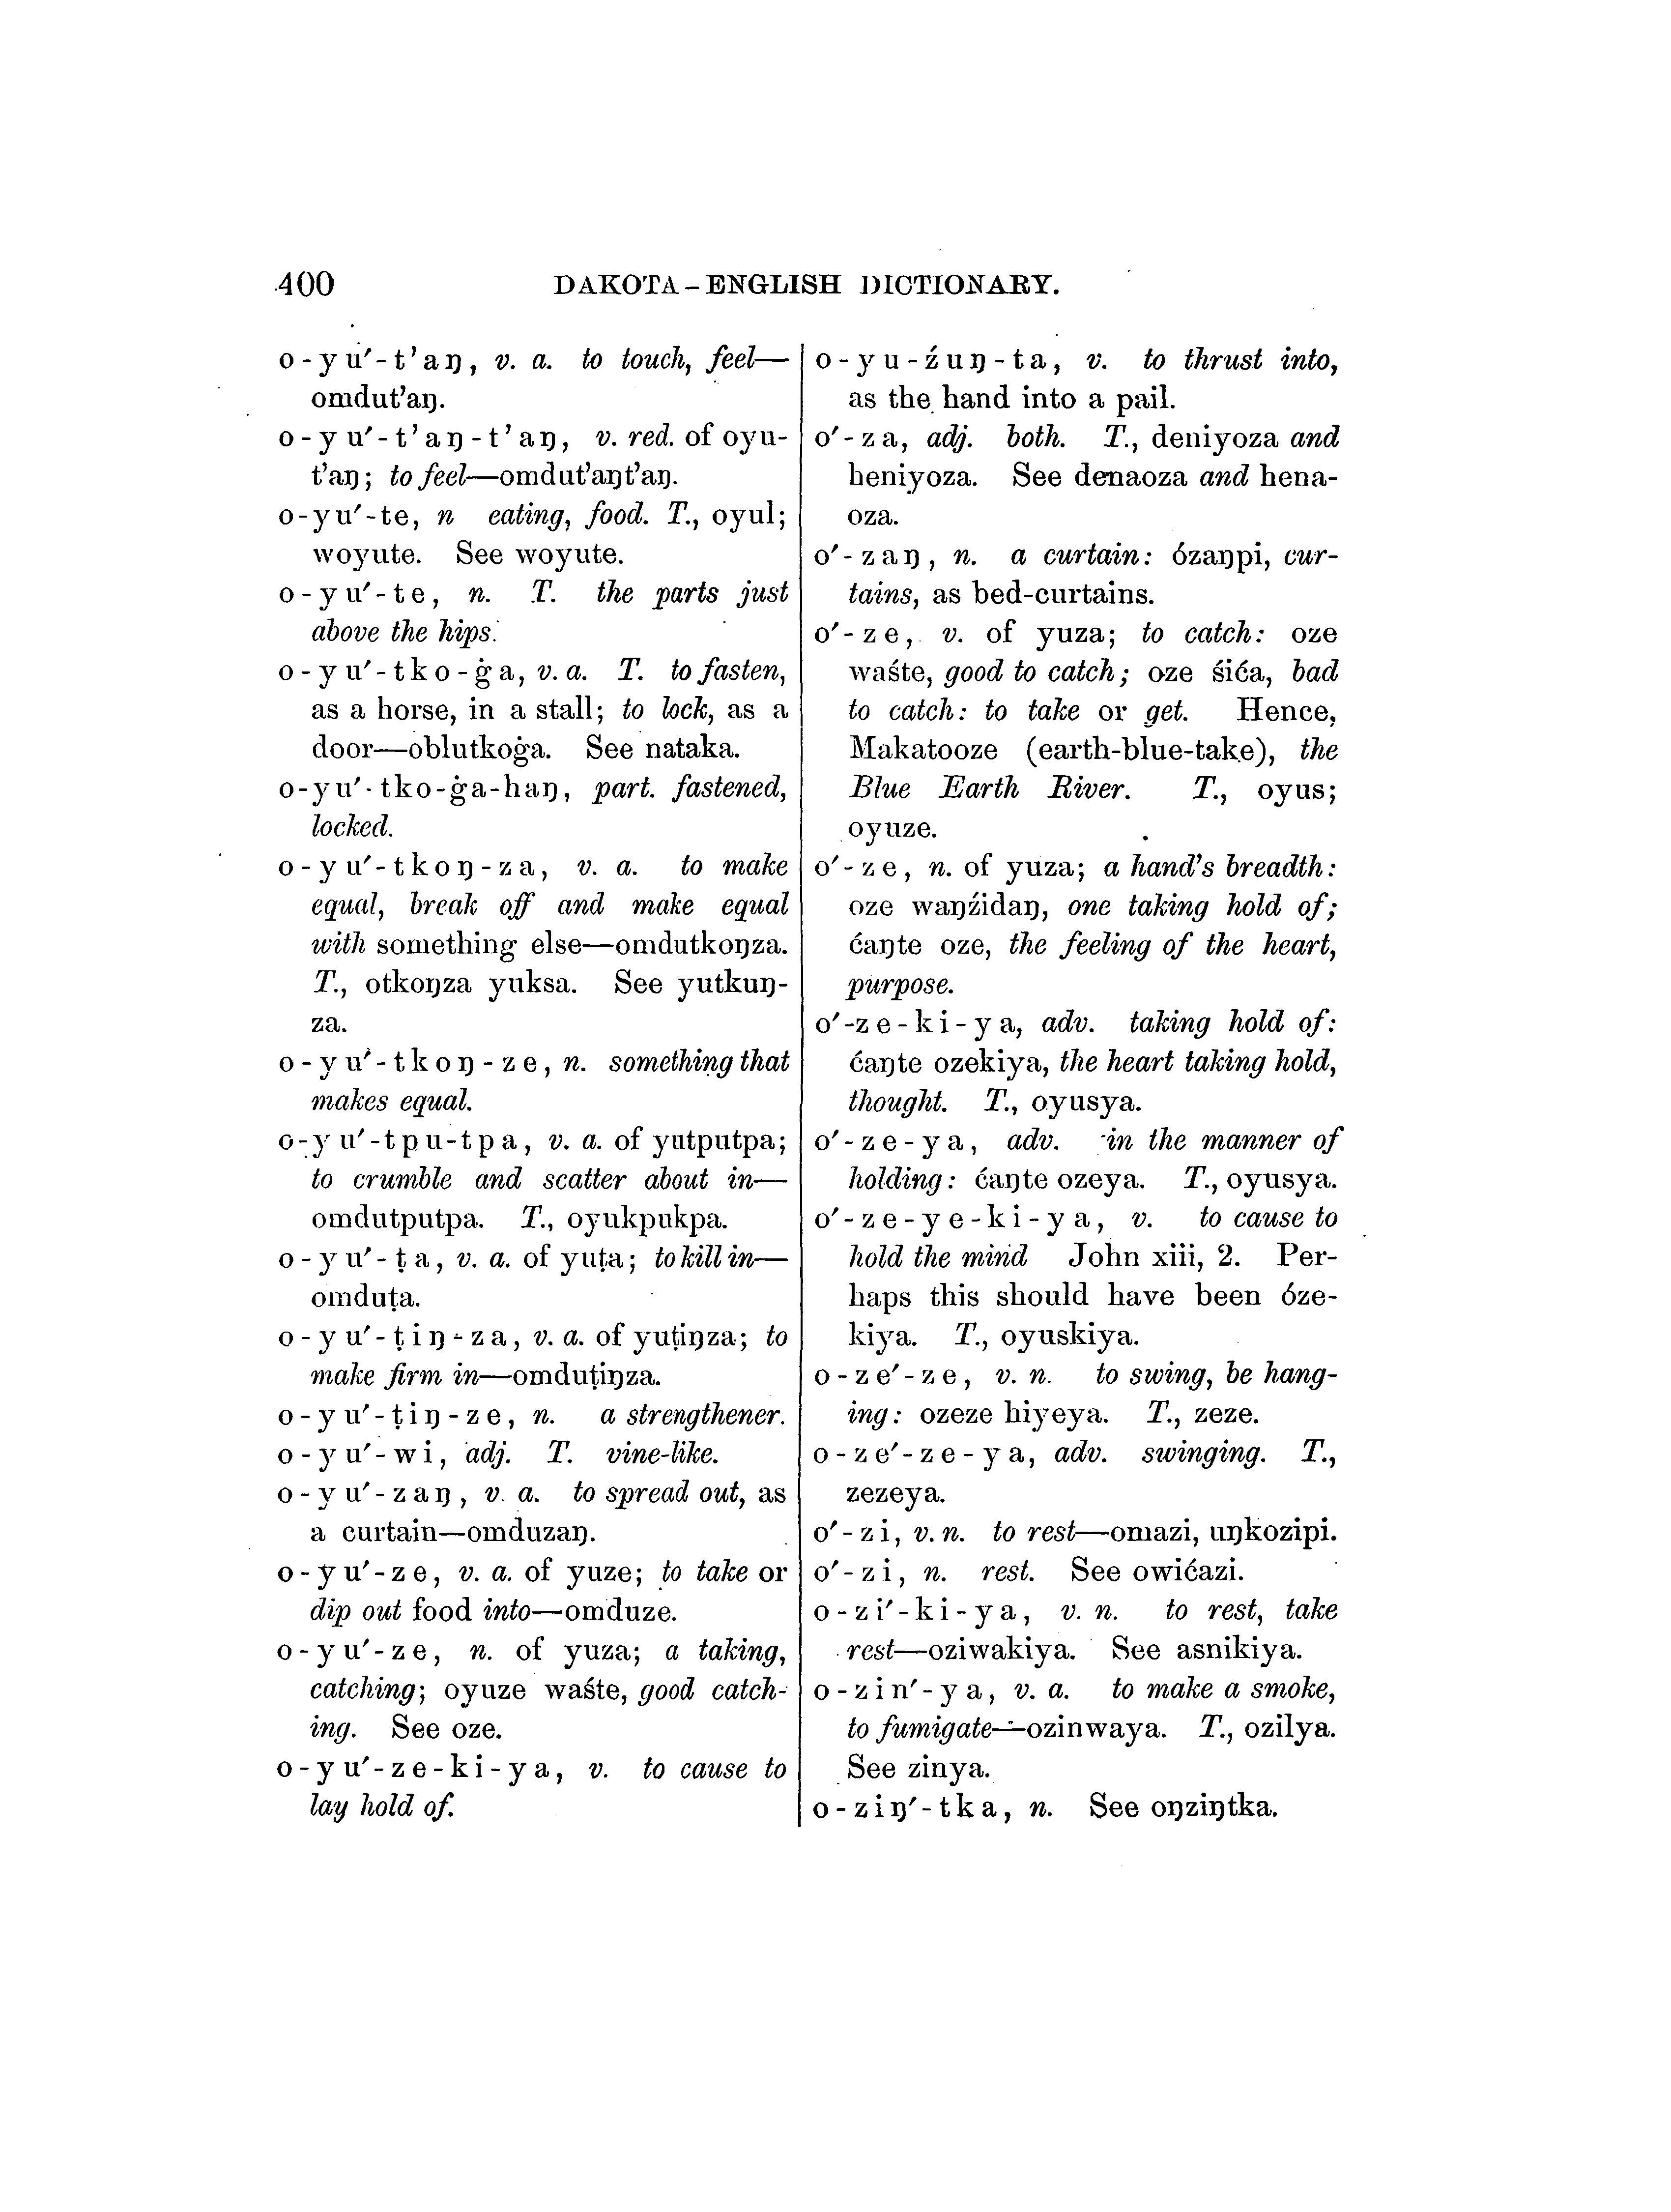 400 DAKOTA-ENGLISH DICTIONARY.
o-yu′-t’aŋ, v. a. to touch, feel—
omdut’aŋ.
o-yu′-t’aŋ-t’aŋ, v. red. of oyu-
t’aŋ; to feel—omdut’aŋt’aŋ.
o-yu′-te, n eating, food. T., oyul;
woyute. See woyute.
o-yu′-te, n. T. the parts just
above the hips.
o-yu′-tko-ġa, v. a. T. to fasten,
as a horse, in a stall; to lock, as a
door—oblutkoġa. See nataka.
o-yu′-tko-ġa-haŋ, part. fastened,
locked.
o-yu′-tkoŋ-za, v. a. to make
equal, break off and make equal
with something else—omdutkoŋza.
T., otkoŋza yuksa. See yutkuŋ-
za.
o-yu′-tkoŋ-ze, n. something that
makes equal.
o-yu′-tpu-tpa, v. a. of yutputpa;
to crumble and scatter about in—
omdutputpa. T., oyukpukpa.
o-yu′-ṭa, v. a. of yuṭa; to kill in—
omduṭa.
o-yu′-ṭiŋ-za, v. a. of yuṭiŋza; to
make firm in—omduṭiŋza.
o-yu′-ṭiŋ-ze, n. a strengthener.
o-yu′-wi, adj. T. vine-like.
o-yu′-zaŋ, v. a. to spread out, as
a curtain—omduzaŋ.
o-yu′-ze, v. a. of yuze; to take or
dip out food into—omduze.
o-yu′-ze, n. of yuza; a taking,
catching; oyuze waśte, good catch-
ing. See oze.
o-yu′-ze-ki-ya, v. to cause to
lay hold of.
o-yu-źuŋ-ta, v. to thrust into,
as the hand into a pail.
o′-za, adj. both. T., deniyoza and
heniyoza. See denaoza and hena-
oza.
o′-zaŋ, n. a curtain: ózaŋpi, cur-
tains, as bed-curtains.
o′-ze, v. of yuza; to catch: oze
waśte, good to catch; oze śića, bad
to catch: to take or get. Hence,
Makatooze (earth-blue-take), the
Blue Earth River. T., oyus;
oyuze.
o′-ze, n. of yuza; a hand's breadth:
oze waŋźidaŋ, one taking hold of;
ćaŋte oze, the feeling of the heart,
purpose.
o′-ze-ki-ya, adv. taking hold of:
ćaŋte ozekiya, the heart taking hold,
thought. T., oyusya.
o′-ze-ya, adv. in the manner of
holding: ćaŋte ozeya. T., oyusya.
o′-ze-ye-ki-ya, v. to cause to
hold the mind John xiii, 2. Per-
haps this should have been óze-
kiya. T., oyuskiya.
o-ze′-ze, v. n. to swing, be hang-
ing: ozeze hiyeya. T., zeze.
o-ze′-ze-ya, adv. swinging. T.,
zezeya.
o′-zi, v. n. to rest—omazi, uŋkozipi.
o′-zi, n. rest. See owićazi.
o-zi′-ki-ya, v. n. to rest, take
rest—oziwakiya. See asnikiya.
o-zin′-ya, v. a. to make a smoke,
to fumigate—ozinwaya. T., ozilya.
See zinya.
o-ziŋ′-tka, n. See oŋziŋtka.